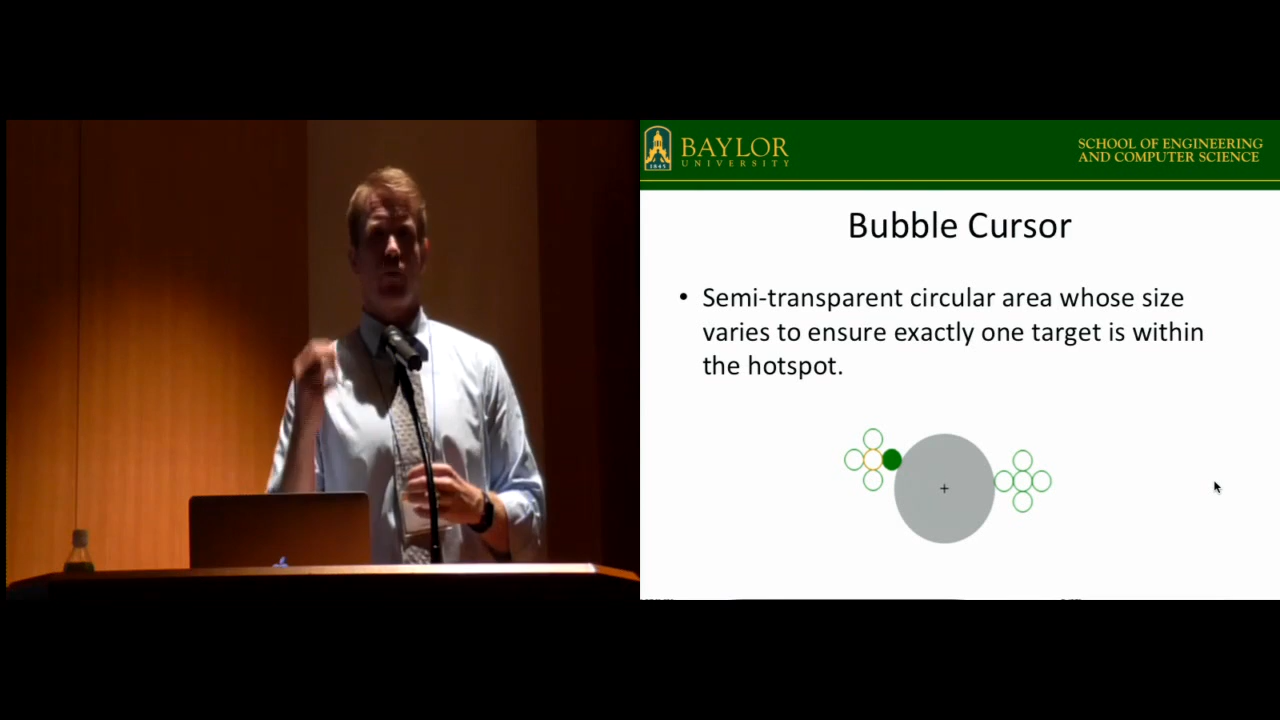 BAYLOR
UNIVERSITY
1845
SCHOOL OF ENGINEERING
AND COMPUTER SCIENCE
Bubble Cursor
• Semi-transparent circular area whose size
varies to ensure exactly one target is within
the hotspot.